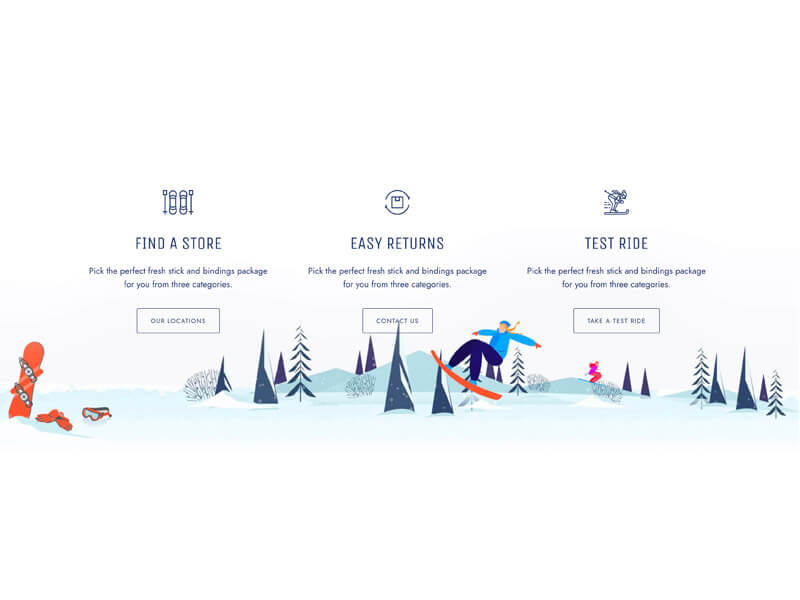 FIND A STORE
Pick the perfect fresh stick and bindings package
for you from three categories.
OUR LOCATIONS
EASY RETURNS
Pick the perfect fresh stick and bindings package
for you from three categories.
CONTACT US
TEST RIDE
Pick the perfect fresh stick and bindings package
for you from three categories.
TAKE A TEST RIDE